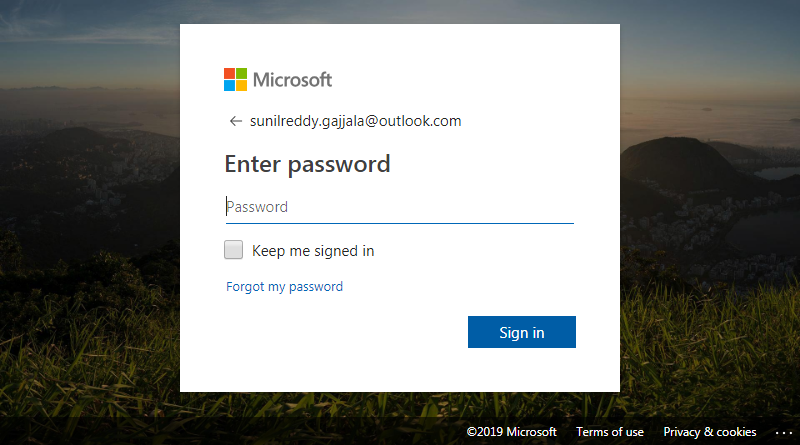 Microsoft
← sunilreddy.gajjala@outlook.com
Enter password
Password
Keep me signed in
Forgot my password
Sign in
©2019 Microsoft Terms of use Privacy & cookies ...